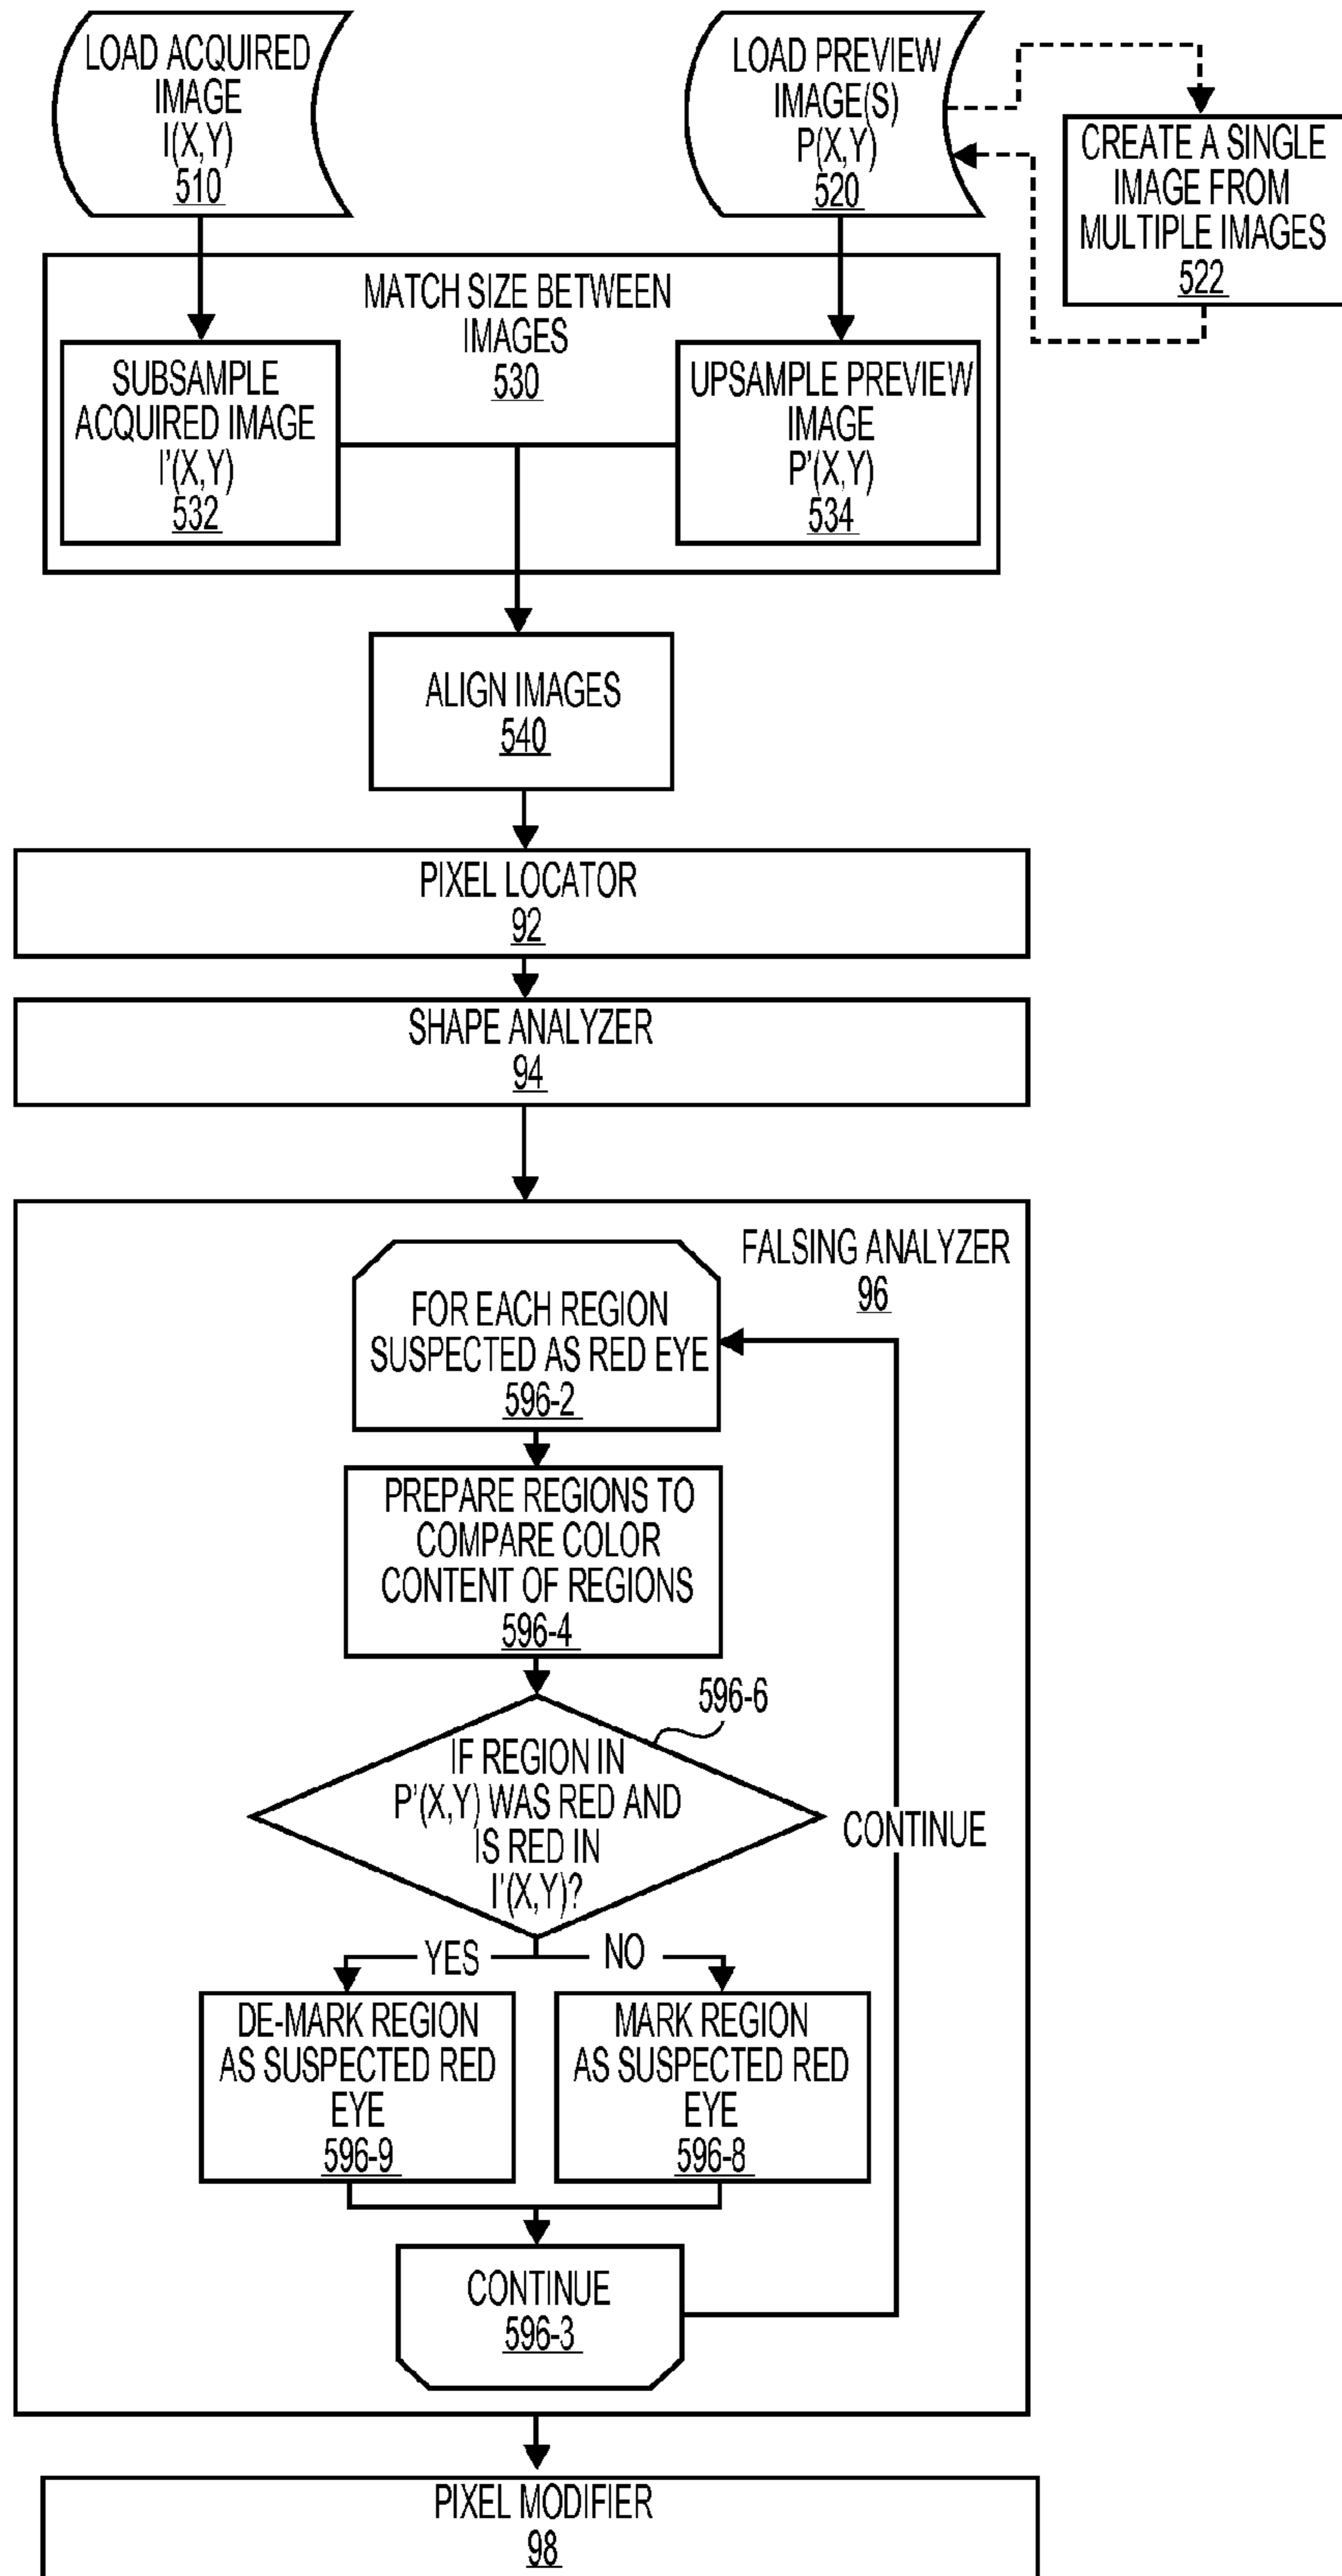 LOAD ACQUIRED
IMAGE
I(X,Y)
510
LOAD PREVIEW
IMAGE(S)
P(X,Y)
520
CREATE A SINGLE
IMAGE FROM
MULTIPLE IMAGES
522
MATCH SIZE BETWEEN
IMAGES
530
SUBSAMPLE
ACQUIRED IMAGE
I'(X,Y)
532
UPSAMPLE PREVIEW
IMAGE
P'(X,Y)
534
ALIGN IMAGES
540
PIXEL LOCATOR
92
SHAPE ANALYZER
94
FALSING ANALYZER
96
FOR EACH REGION
SUSPECTED AS RED EYE
596-2
PREPARE REGIONS TO
COMPARE COLOR
CONTENT OF REGIONS
596-4
596-6
IF REGION IN
P'(X,Y) WAS RED AND
IS RED IN
I'(X,Y)?
CONTINUE
YES
NO
DE-MARK REGION
AS SUSPECTED RED
EYE
596-9
MARK REGION
AS SUSPECTED RED
EYE
596-8
CONTINUE
596-3
PIXEL MODIFIER
98